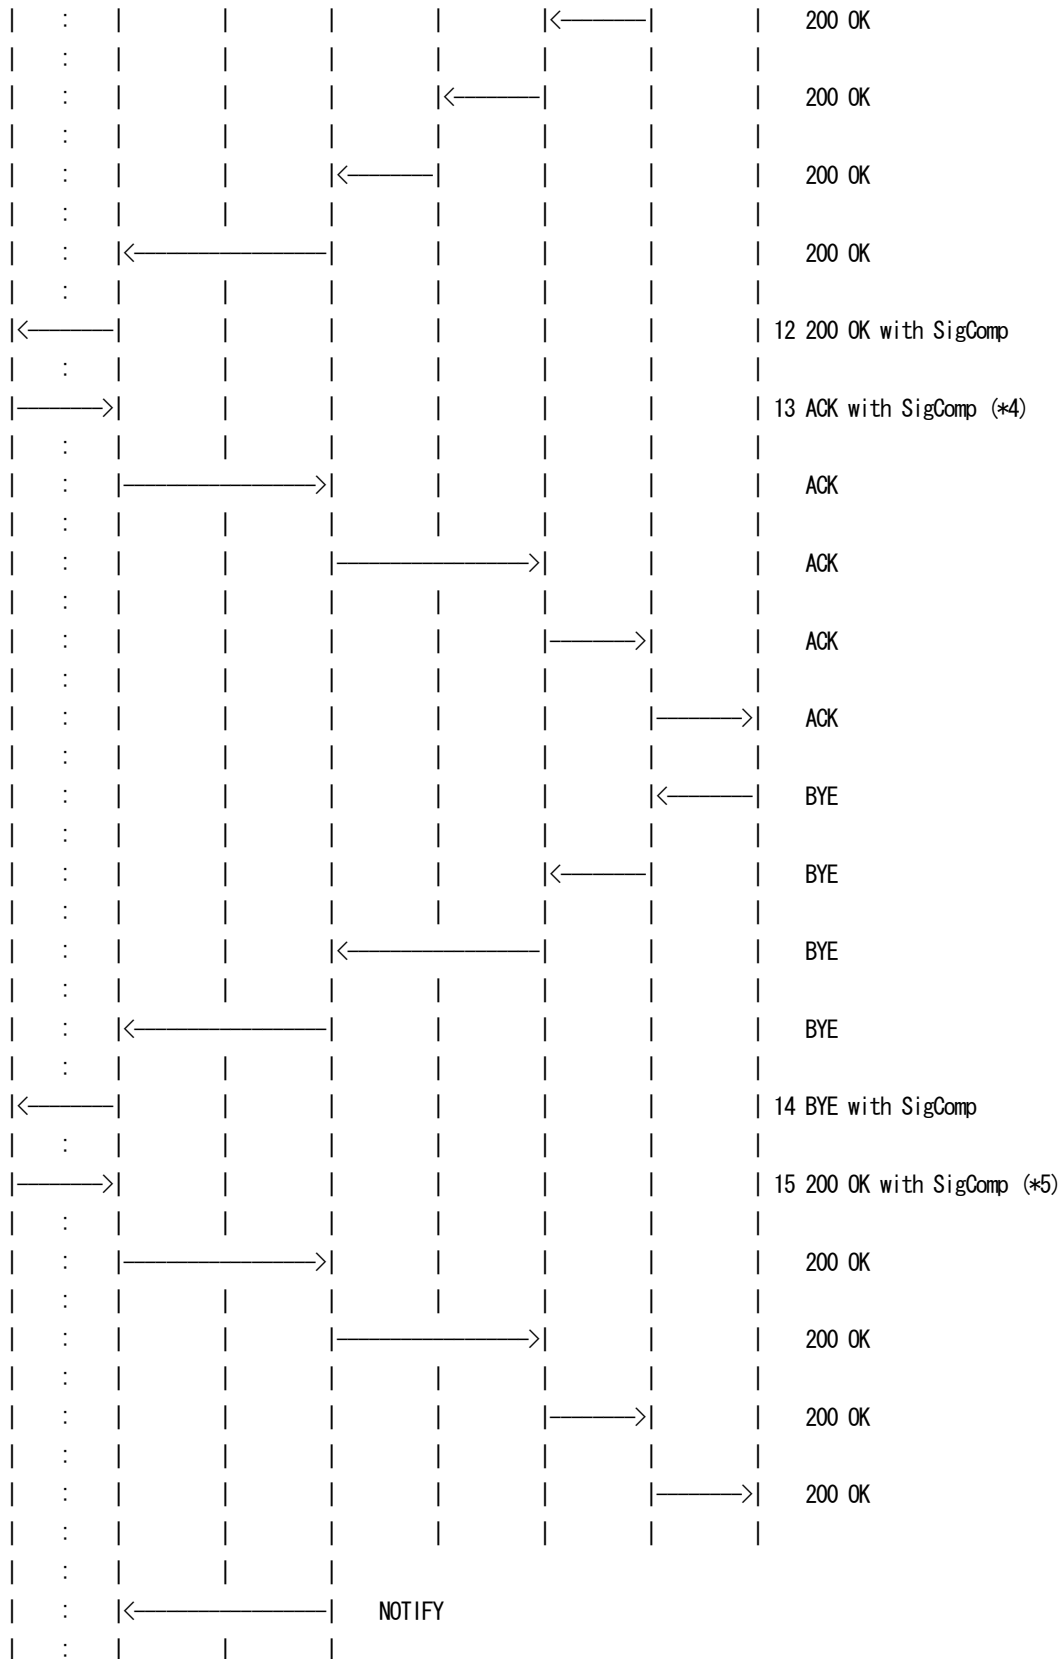 200 OK
200 OK
200 OK
200 OK
12 200 OK with SigComp
13 ACK with SigComp (*4)
ACK
ACK
ACK
ACK
BYE
BYE
BYE
BYE
14 BYE with SigComp
15 200 OK with SigComp (*5)
200 OK
200 OK
200 OK
200 OK
NOTIFY